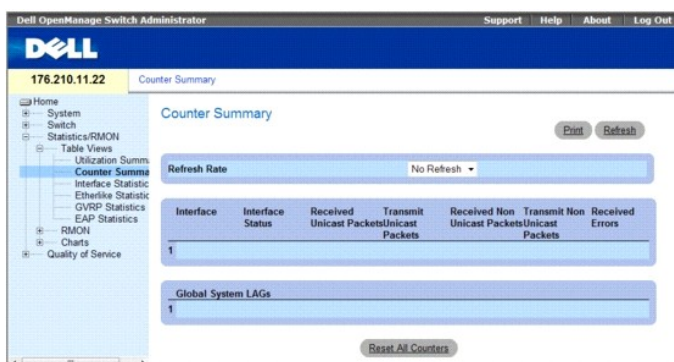 Dell OpenManage Switch Administrator
Support Help About Log Out
DELL
176.210.11.22
Counter Summary
Home
System
Switch
Statistics/RMON
Table Views
Utilization Summa
Counter Summa
Interface Statistic
Etherlike Statistic
GVRP Statistics
EAP Statistics
RMON
Charts
Quality of Service
Counter Summary
Print Refresh
Refresh Rate No Refresh
Interface Interface Status Received Unicast Packets Transmit Unicast Packets Received Non Unicast Packets Transmit Non Unicast Packets Received Errors
1
Global System LAGs
1
Reset All Counters